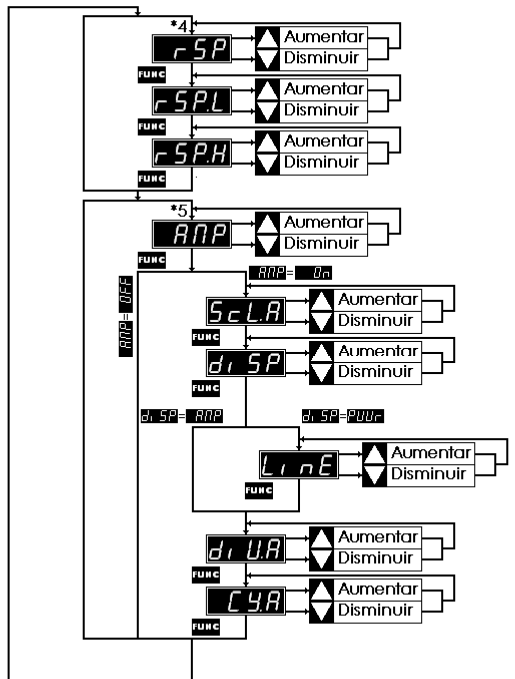 *4
rSP
Aumentar
Disminuir
FUNC
rSP.L
Aumentar
Disminuir
FUNC
rSP.H
Aumentar
Disminuir
FUNC
*5
AMP
Aumentar
Disminuir
FUNC
AMP= OFF
AMP= On
ScL.A
Aumentar
Disminuir
FUNC
diSP
Aumentar
Disminuir
FUNC
diSP=AMP
diSP=PUUr
LinE
Aumentar
Disminuir
FUNC
diU.A
Aumentar
Disminuir
FUNC
CY.A
Aumentar
Disminuir
FUNC